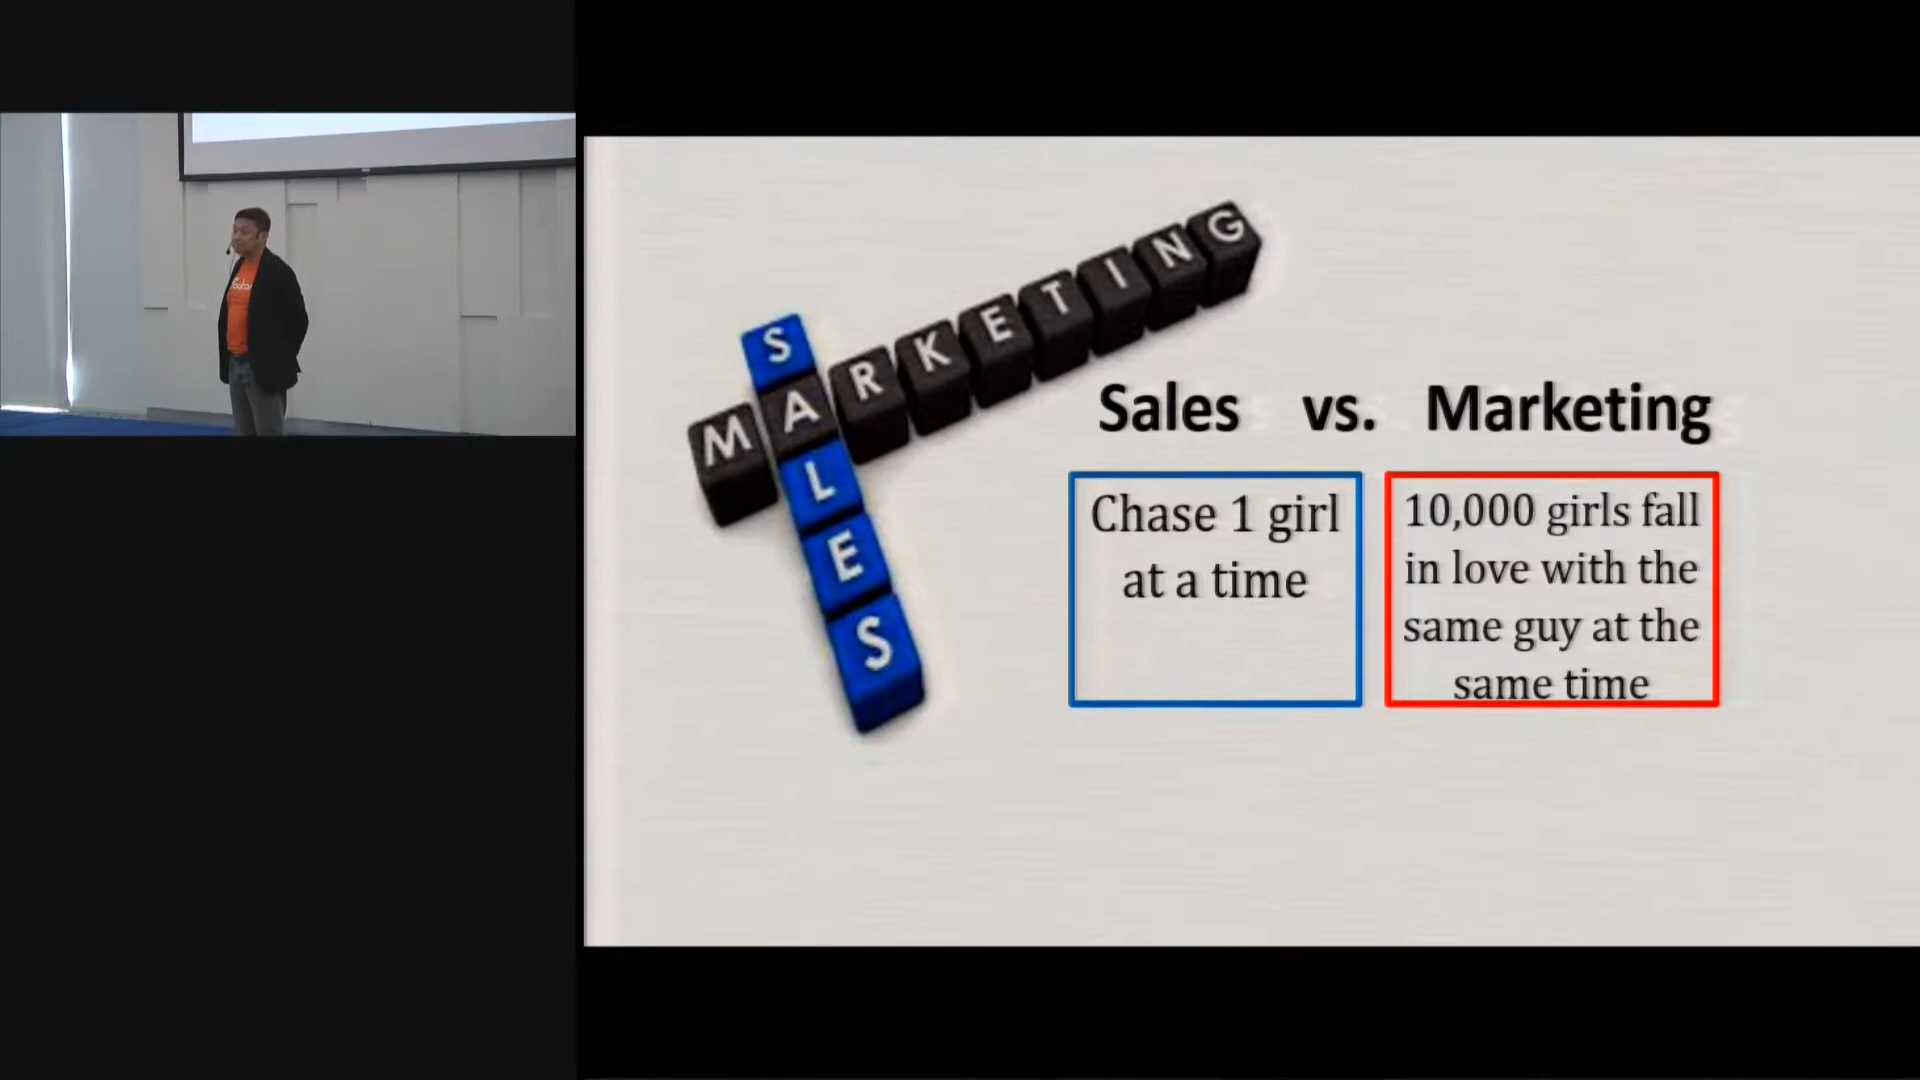 MARKETING
SALES
Sales vs. Marketing
Chase 1 girl
at a time
10,000 girls fall
in love with the
same guy at the
same time